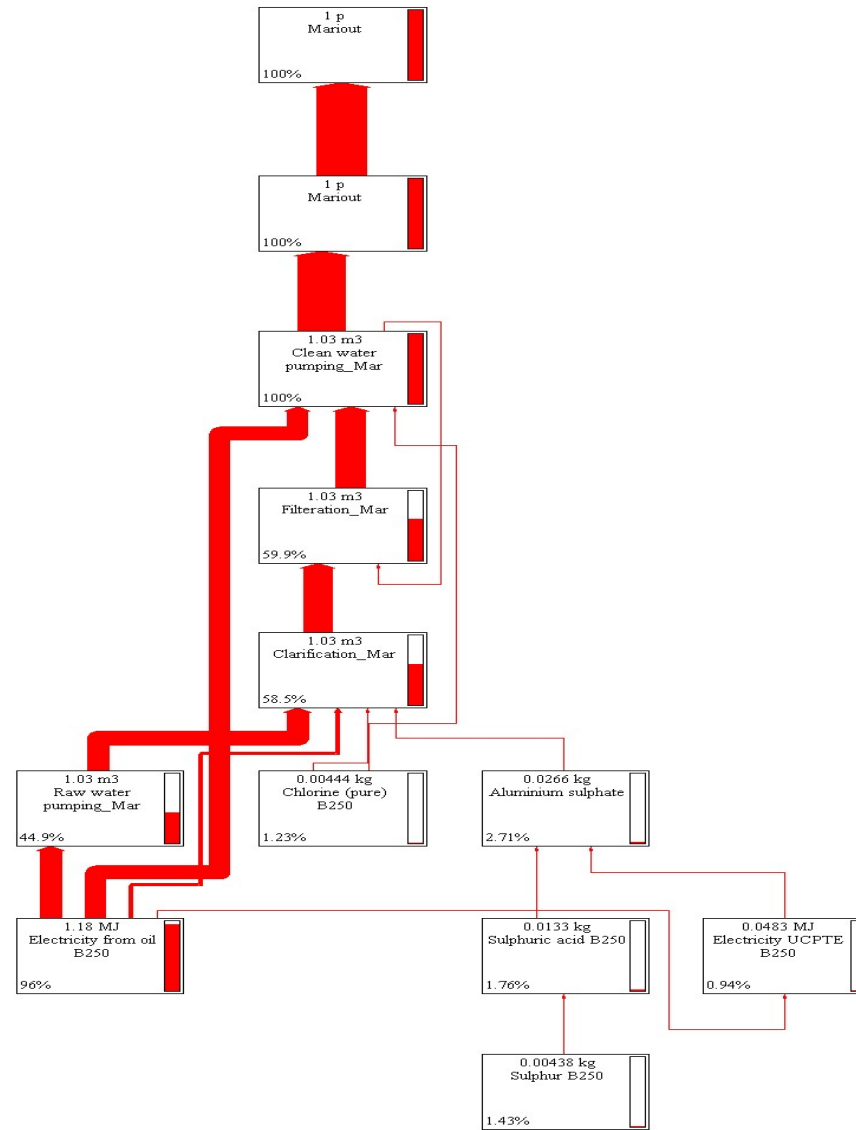 1 p
Mariout
100%
1 p
Mariout
100%
1.03 m3
Clean water
pumping_Mar
100%
1.03 m3
Filteration_Mar
59.9%
1.03 m3
Clarification_Mar
58.5%
1.03 m3
Raw water
pumping_Mar
44.9%
0.00444 kg
Chlorine (pure)
B250
1.23%
0.0266 kg
Aluminium sulphate
2.71%
1.18 MJ
Electricity from oil
B250
96%
0.0133 kg
Sulphuric acid B250
1.76%
0.0483 MJ
Electricity UCPTE
B250
0.94%
0.00438 kg
Sulphur B250
1.43%